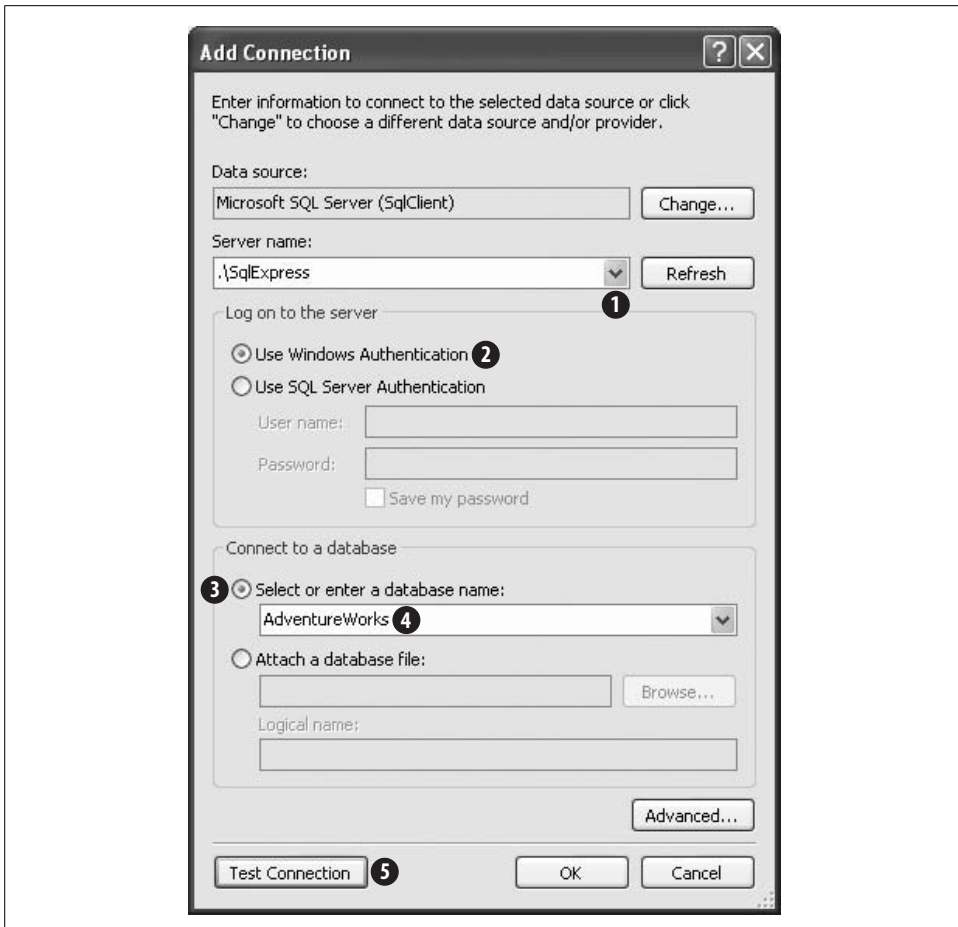 Add Connection
Enter information to connect to the selected data source or click
"Change" to choose a different data source and/or provider.
Data source:
Microsoft SQL Server (SqlClient)
Change...
Server name:
.\SqlExpress
Refresh
1
Log on to the server
Use Windows Authentication 2
Use SQL Server Authentication
User name:
Password:
Save my password
Connect to a database
3 Select or enter a database name:
AdventureWorks 4
Attach a database file:
Browse...
Logical name:
Advanced...
Test Connection 5 OK Cancel